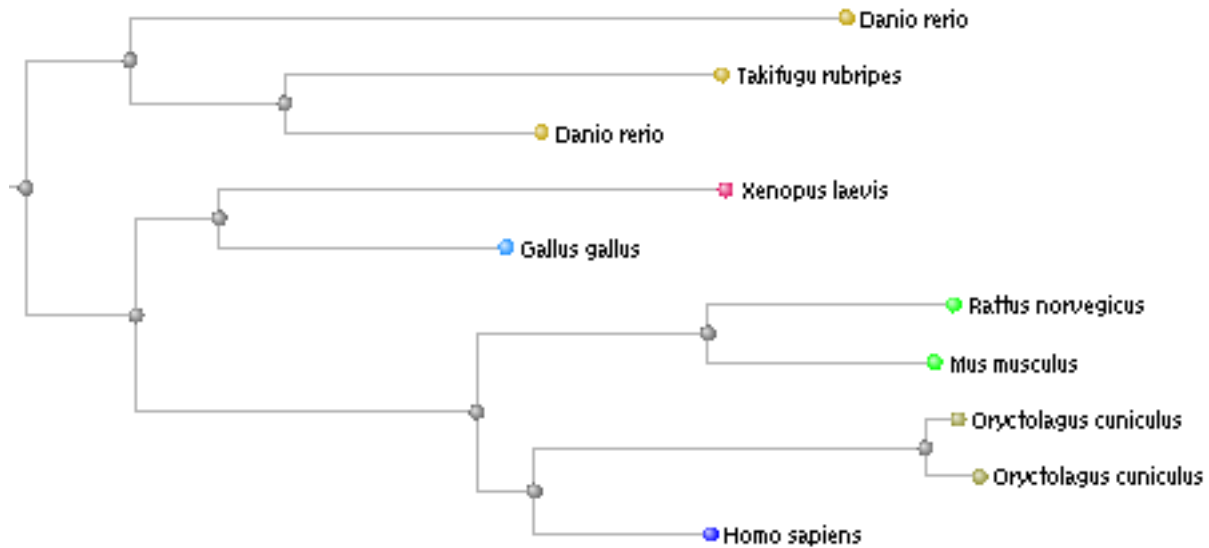 Danio rerio
Takifugu rubripes
Danio rerio
Xenopus laevis
Gallus gallus
Rattus norvegicus
Mus musculus
Oryctolagus cuniculus
Oryctolagus cuniculus
Homo sapiens